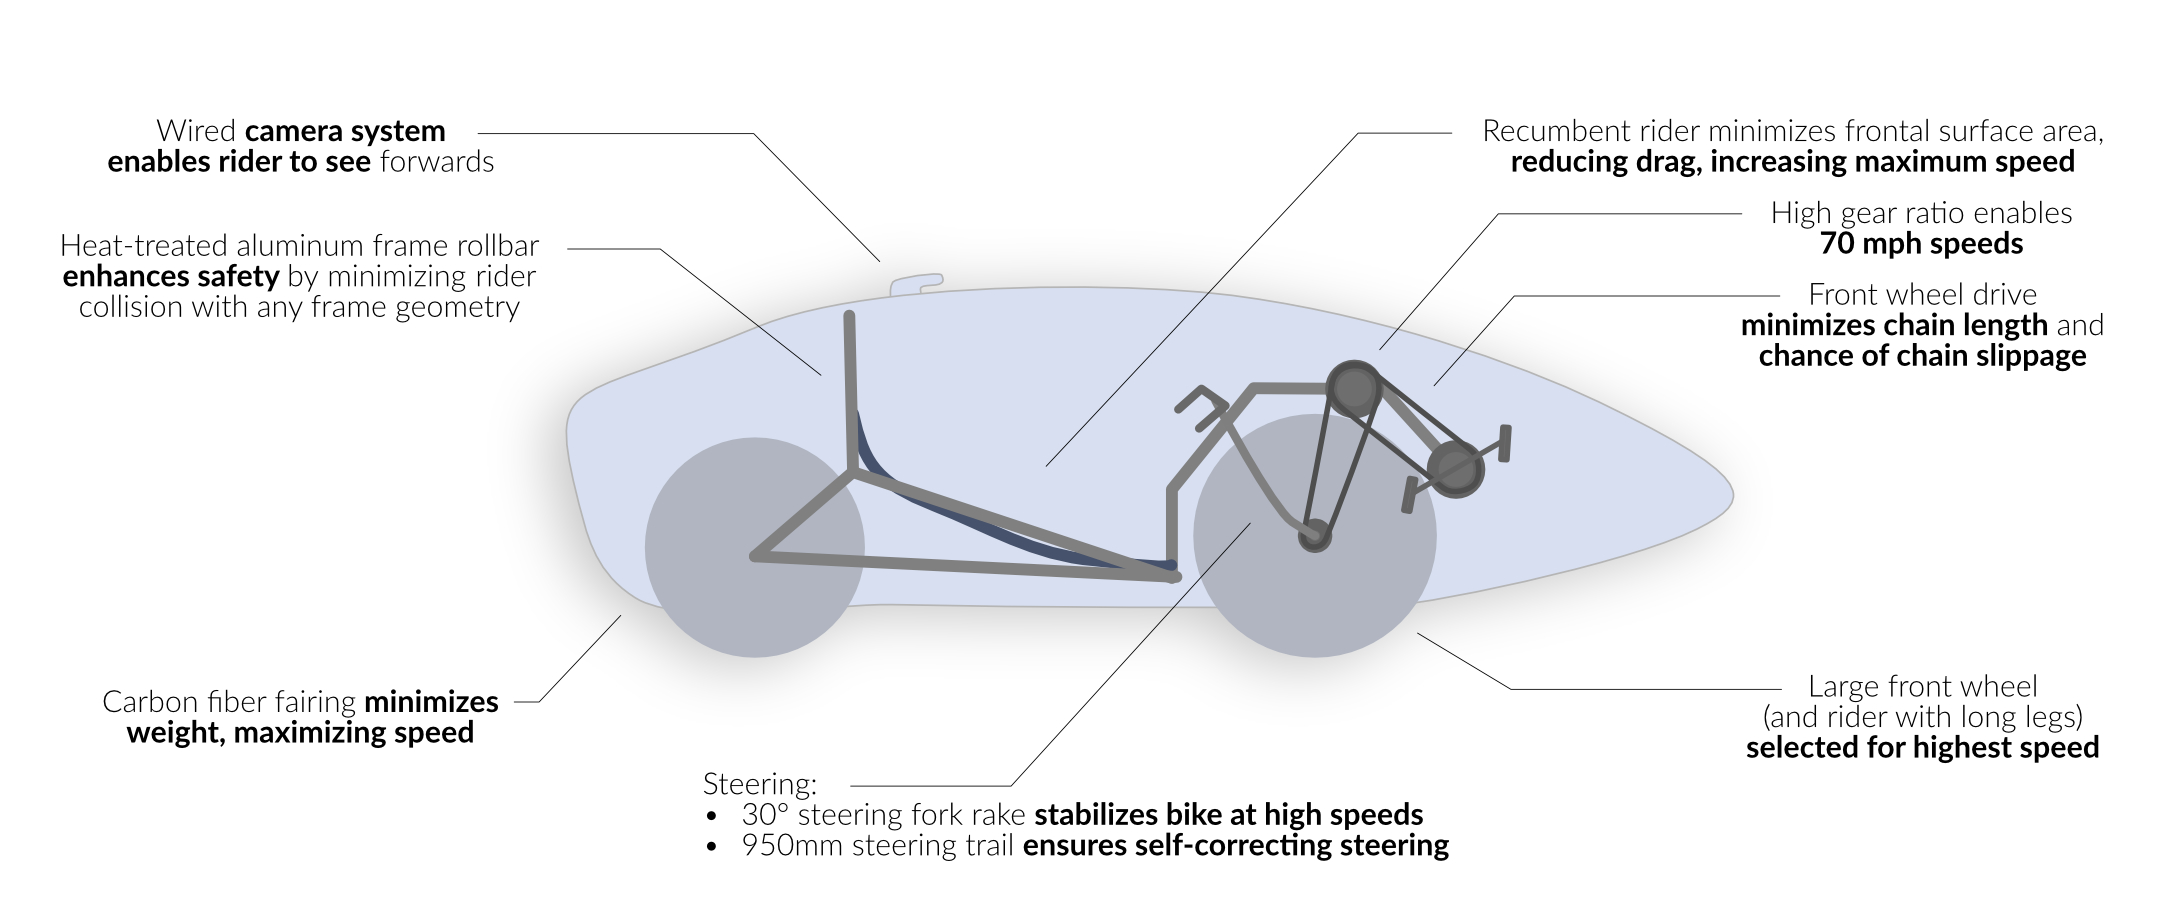 Wired camera system
enables rider to see forwards
Heat-treated aluminum frame rollbar
enhances safety by minimizing rider
collision with any frame geometry
Carbon fiber fairing minimizes
weight, maximizing speed
Steering:
• 30° steering fork rake stabilizes bike at high speeds
• 950mm steering trail ensures self-correcting steering
Recumbent rider minimizes frontal surface area,
reducing drag, increasing maximum speed
High gear ratio enables
70 mph speeds
Front wheel drive
minimizes chain length and
chance of chain slippage
Large front wheel
(and rider with long legs)
selected for highest speed